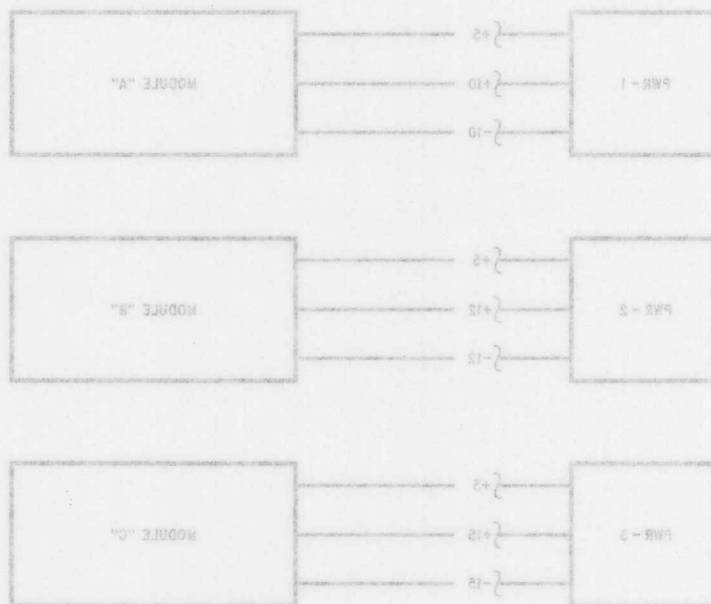 +5
PWR - 1 +10 MODULE "A"
-10
+5
PWR - 2 +12 MODULE "B"
-12
+5
PWR - 3 +15 MODULE "C"
-15